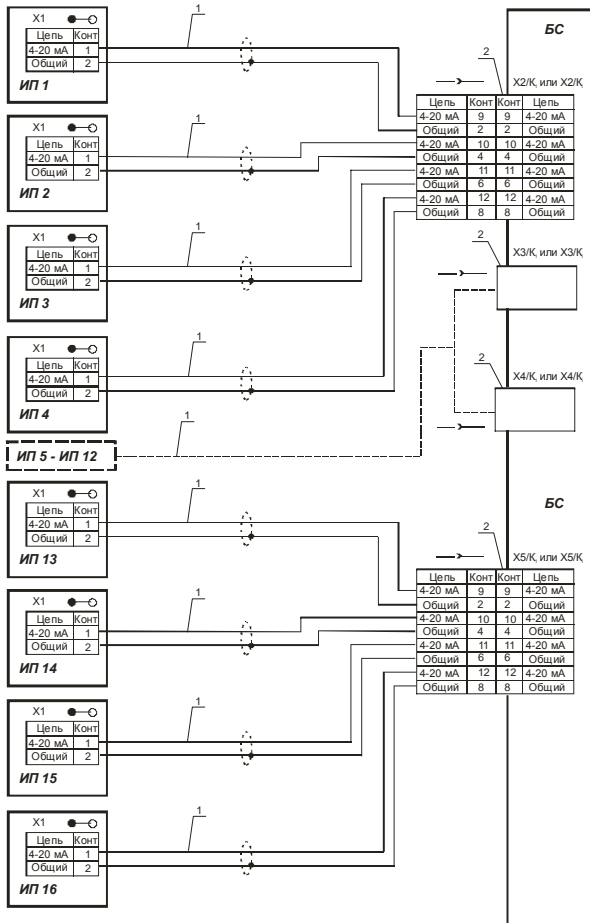 X1
Цепь Конт
4-20 мА 1
Общий 2
ИП 1
1
X1
Цепь Конт
4-20 мА 1
Общий 2
ИП 2
1
X1
Цепь Конт
4-20 мА 1
Общий 2
ИП 3
1
X1
Цепь Конт
4-20 мА 1
Общий 2
ИП 4
1
ИП 5 - ИП 12
1
X1
Цепь Конт
4-20 мА 1
Общий 2
ИП 13
1
X1
Цепь Конт
4-20 мА 1
Общий 2
ИП 14
1
X1
Цепь Конт
4-20 мА 1
Общий 2
ИП 15
1
X1
Цепь Конт
4-20 мА 1
Общий 2
ИП 16
1
БС
2
X2/К, или X2/К,
Цепь Конт Конт Цепь
4-20 мА 9 9 4-20 мА
Общий 2 2 Общий
4-20 мА 10 10 4-20 мА
Общий 4 4 Общий
4-20 мА 11 11 4-20 мА
Общий 6 6 Общий
4-20 мА 12 12 4-20 мА
Общий 8 8 Общий
2
X3/К, или X3/К,
2
X4/К, или X4/К,
БС
2
X5/К, или X5/К,
Цепь Конт Конт Цепь
4-20 мА 9 9 4-20 мА
Общий 2 2 Общий
4-20 мА 10 10 4-20 мА
Общий 4 4 Общий
4-20 мА 11 11 4-20 мА
Общий 6 6 Общий
4-20 мА 12 12 4-20 мА
Общий 8 8 Общий